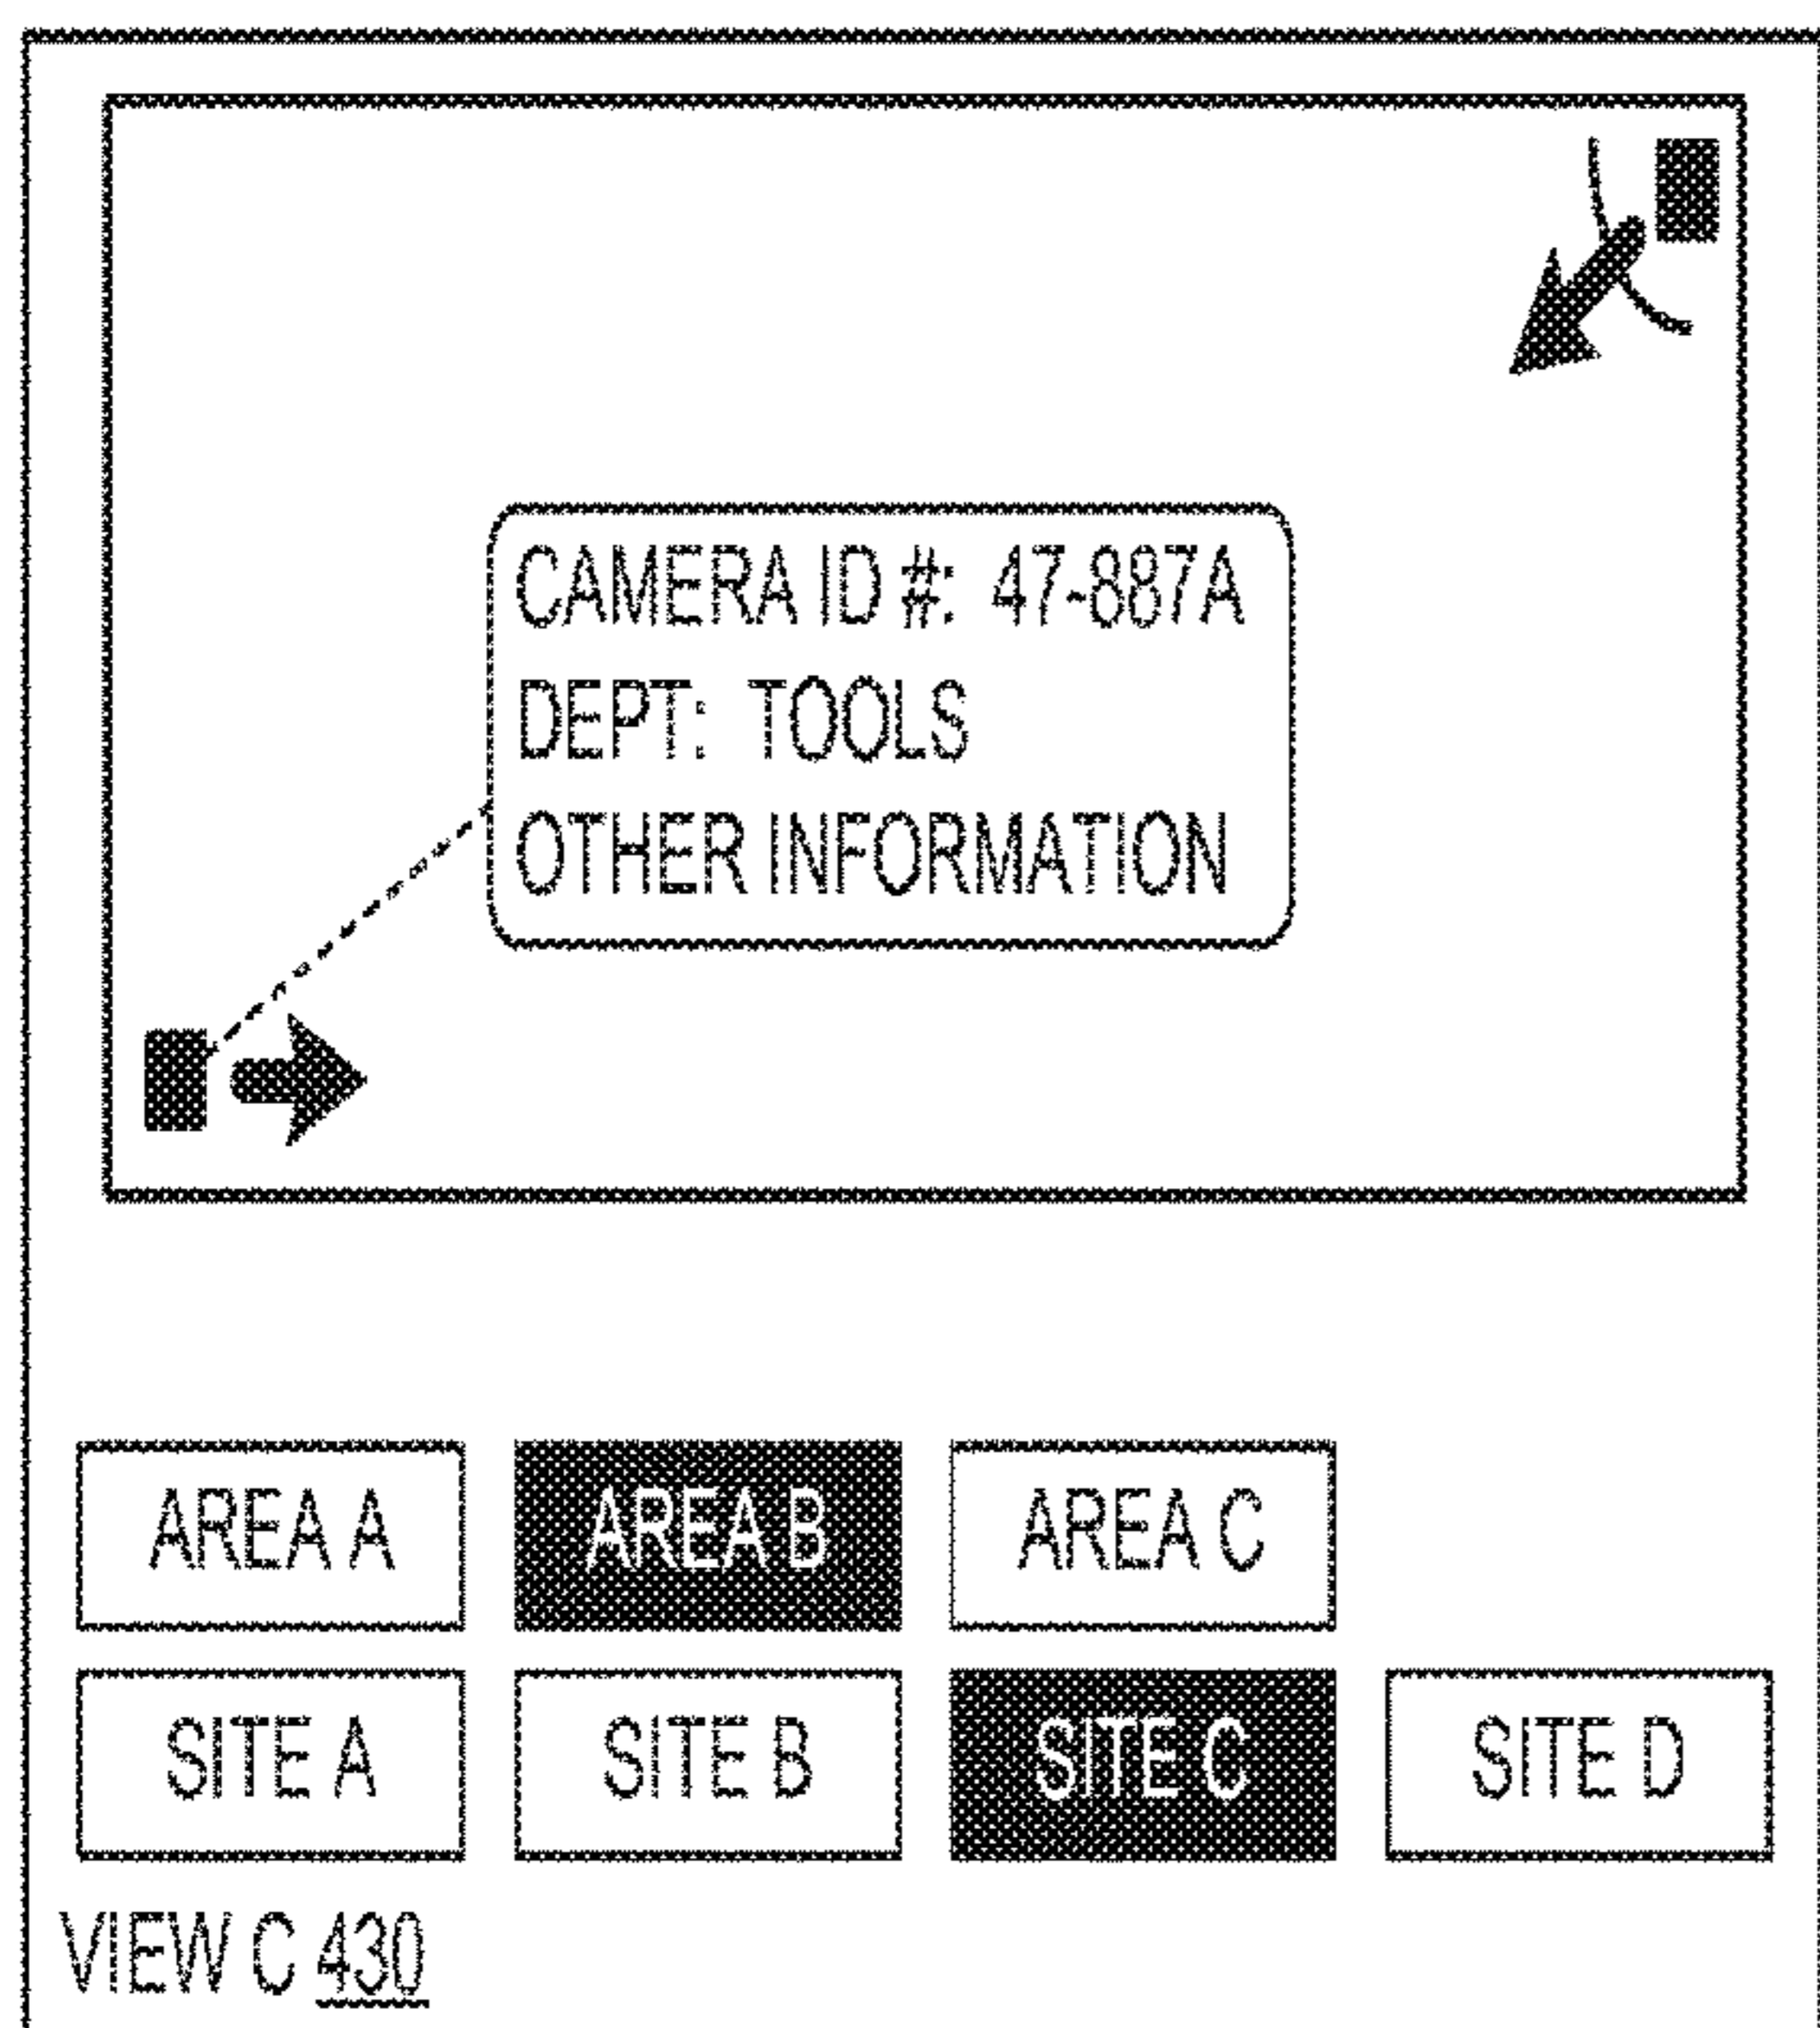 CAMERA ID #: 47-887A
DEPT: TOOLS
OTHER INFORMATION
AREA A
AREA B
AREA C
SITE A
SITE B
SITE C
SITE D
VIEW C 430